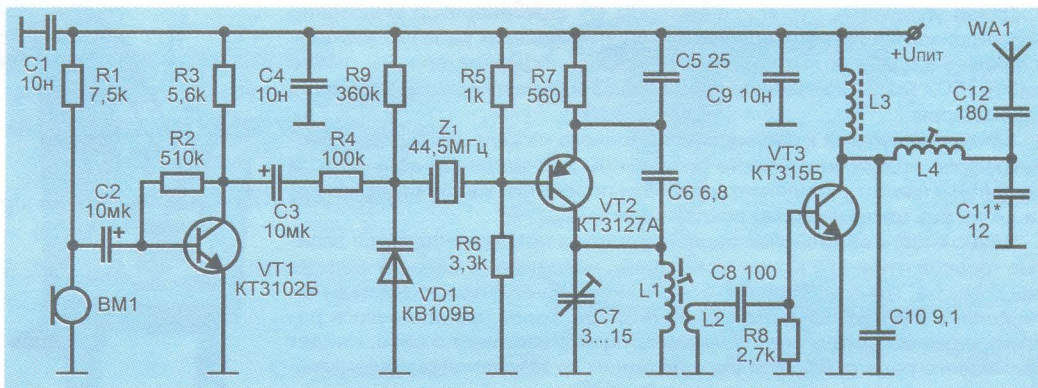 C1
10н
R1
7,5k
R3
5,6k
C4
10н
R9
360k
R5
1k
R7
560
C5 25
C9 10н
+Uпит
WA1
L3
C12
180
R2
510k
R4
100k
Z1
44,5МГц
C6 6,8
VT3
КТ315Б
L4
C2
10мk
+
+
C3
10мk
VT2
КТ3127А
C11*
12
R6
3,3k
VT1
КТ3102Б
BM1
VD1
КВ109В
C7
3...15
L1
L2
C8 100
R8
2,7k
C10 9,1